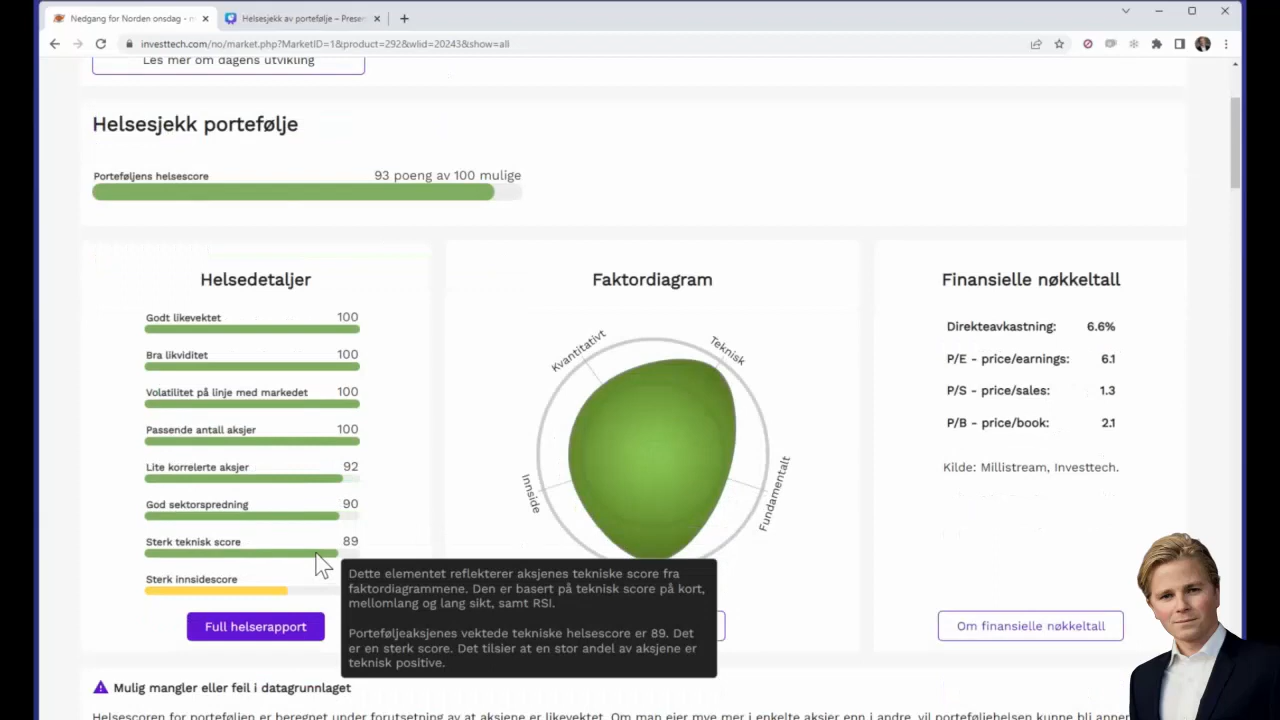 Nedgang for Norden onsdag - n
Helsesjekk av portefølje – Presen
investtech.com/no/market.php?MarketID=1&product=292&wlid=20243&show=all
Les mer om dagens utvikling
Helsesjekk portefølje
Porteføljens helsescore
93 poeng av 100 mulige
Helsedetaljer
Godt likevektet 100
Bra likviditet 100
Volatilitet på linje med markedet 100
Passende antall aksjer 100
Lite korrelerte aksjer 92
God sektorspredning 90
Sterk teknisk score 89
Sterk innsidescore
Full helserapport
Faktordiagram
Kvantitativt
Teknisk
Innside
Fundamentalt
Dette elementet reflekterer aksjenes tekniske score fra
faktordiagrammene. Den er basert på teknisk score på kort,
mellomlang og lang sikt, samt RSI.
Porteføljeaksjenes vektede tekniske helsescore er 89. Det
er en sterk score. Det tilsier at en stor andel av aksjene er
teknisk positive.
Finansielle nøkkeltall
Direkteavkastning: 6.6%
P/E - price/earnings: 6.1
P/S - price/sales: 1.3
P/B - price/book: 2.1
Kilde: Millistream, Investtech.
Om finansielle nøkkeltall
Mulig mangler eller feil i datagrunnlaget
Helsescoren for porteføljen er beregnet under forutsetning av at aksjene er likevektet. Om man eier mye mer i enkelte aksjer enn i andre, vil porteføljehelsen kunne bli anner